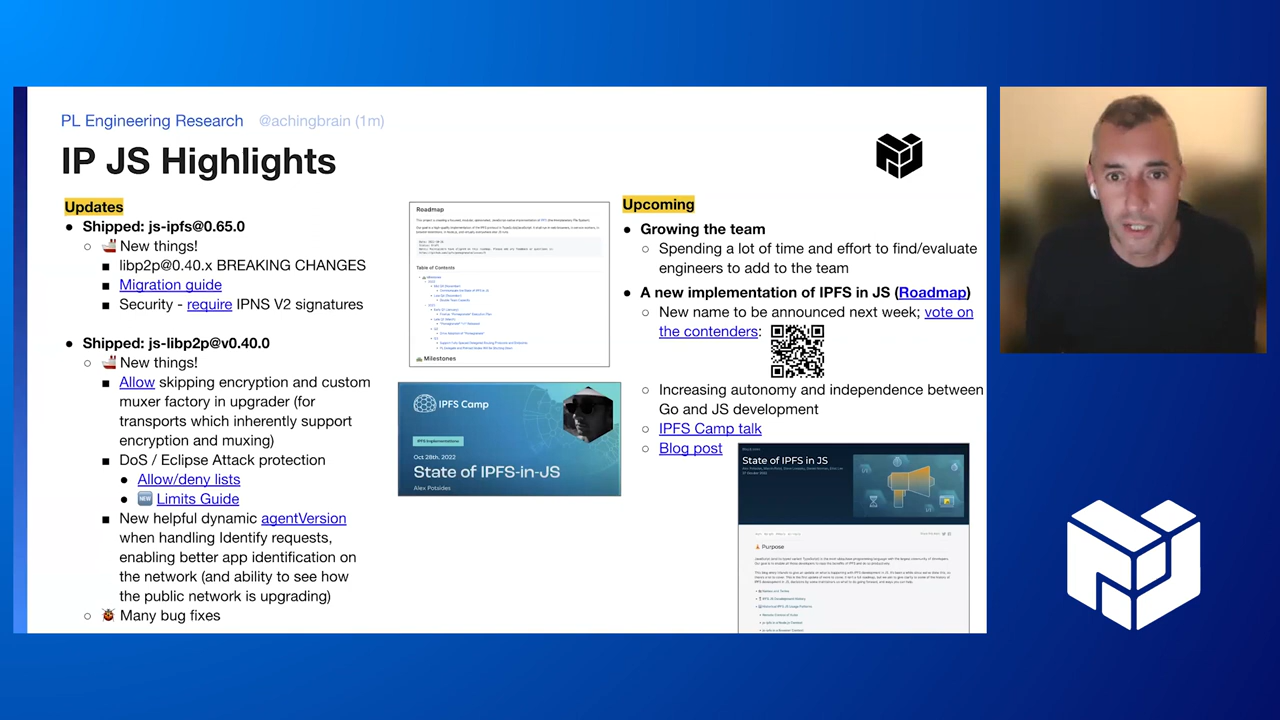 PL Engineering Research @achingbrain (1m)
IP JS Highlights
Updates
● Shipped: js-ipfs@0.65.0
○ 🚢 New things!
■ libp2p@0.40.x BREAKING CHANGES
■ Migration guide
■ Security - require IPNS V2 signatures
● Shipped: js-libp2p@v0.40.0
○ 🚢 New things!
■ Allow skipping encryption and custom
muxer factory in upgrader (for
transports which inherently support
encryption and muxing)
■ DoS / Eclipse Attack protection
● Allow/deny lists
● 🆕 Limits Guide
■ New helpful dynamic agentVersion
when handling Identify requests,
enabling better peer identification on
the network (and ability to see how
the public network is upgrading)
🐞 Many bug fixes
Roadmap
Table of Contents
Milestones
IPFS Camp
IPFS Implementations
Oct 28th, 2022
State of IPFS-in-JS
Alex Potsides
Upcoming
● Growing the team
○ Spending a lot of time and effort to find/evaluate
engineers to add to the team
● A new implementation of IPFS in JS (Roadmap)
○ New name to be announced next week; vote on
the contenders:
○ Increasing autonomy and independence between
Go and JS development
○ IPFS Camp talk
○ Blog post
State of IPFS in JS
Purpose